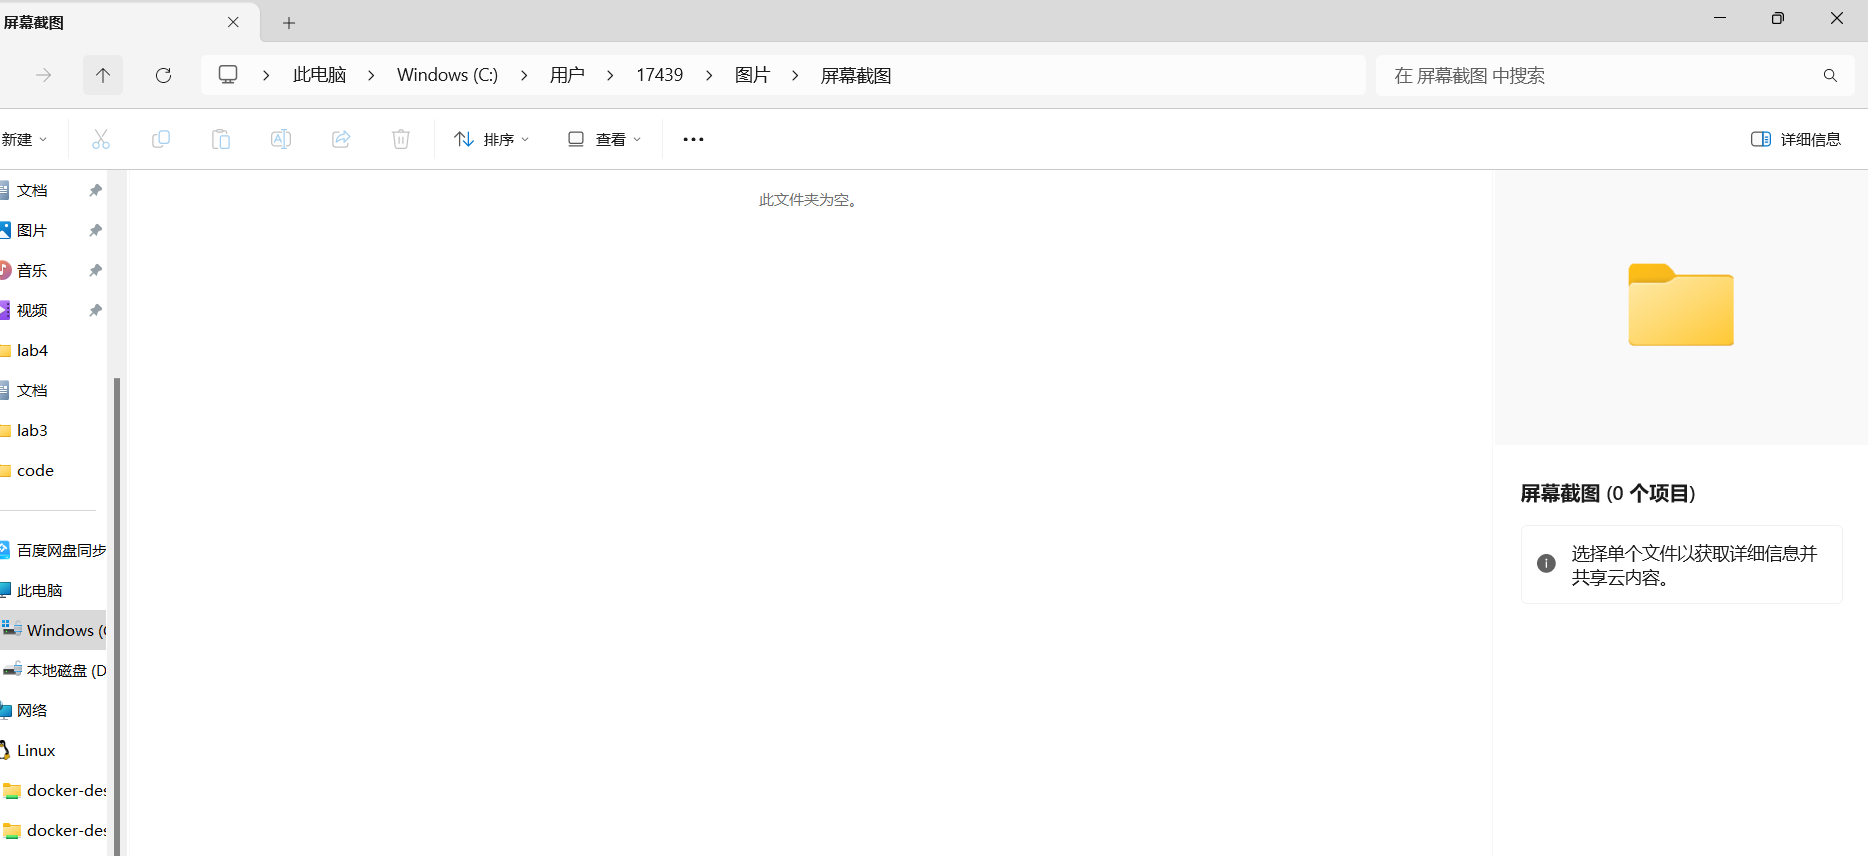 屏幕截图
此电脑 > Windows (C:) > 用户 > 17439 > 图片 > 屏幕截图
在 屏幕截图 中搜索
新建
排序
查看
详细信息
文档
图片
音乐
视频
lab4
文档
lab3
code
百度网盘同步
此电脑
Windows (C
本地磁盘 (D
网络
Linux
docker-des
docker-des
此文件夹为空。
屏幕截图 (0 个项目)
选择单个文件以获取详细信息并
共享云内容。